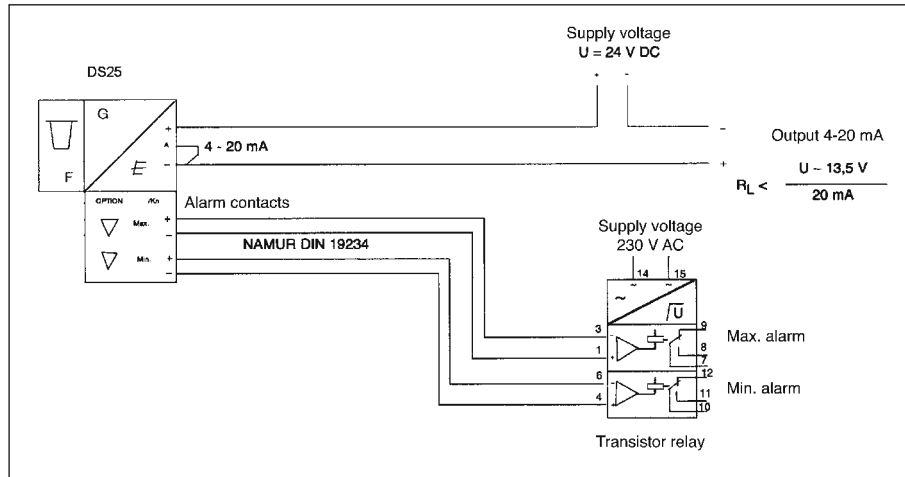 Supply voltage
U = 24 V DC
+ -
DS25
G
F
+
A
4 - 20 mA
E
-
-
+
Output 4-20 mA
R_L < U - 13,5 V
20 mA
OPTION /Kn
Max. +
-
Min. +
-
Alarm contacts
NAMUR DIN 19234
Supply voltage
230 V AC
14 15
~ ~
~
U
3 -
1 +
9
8
7
Max. alarm
6 -
4 +
12
11
10
Min. alarm
Transistor relay